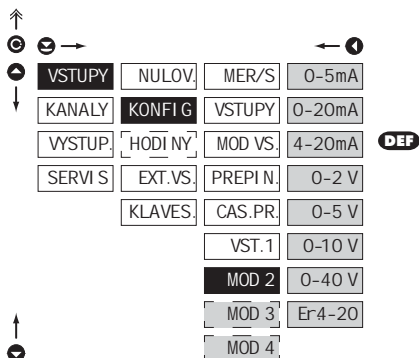 VSTUPY NULOV. MER/S 0-5mA
KANALY KONFIG VSTUPY 0-20mA
VYSTUP. HODINY MOD VS. 4-20mA DEF
SERVIS EXT.VS. PREPIN. 0-2 V
KLAVES. CAS.PR. 0-5 V
VST.1 0-10 V
MOD 2 0-40 V
MOD 3 Er4-20
MOD 4